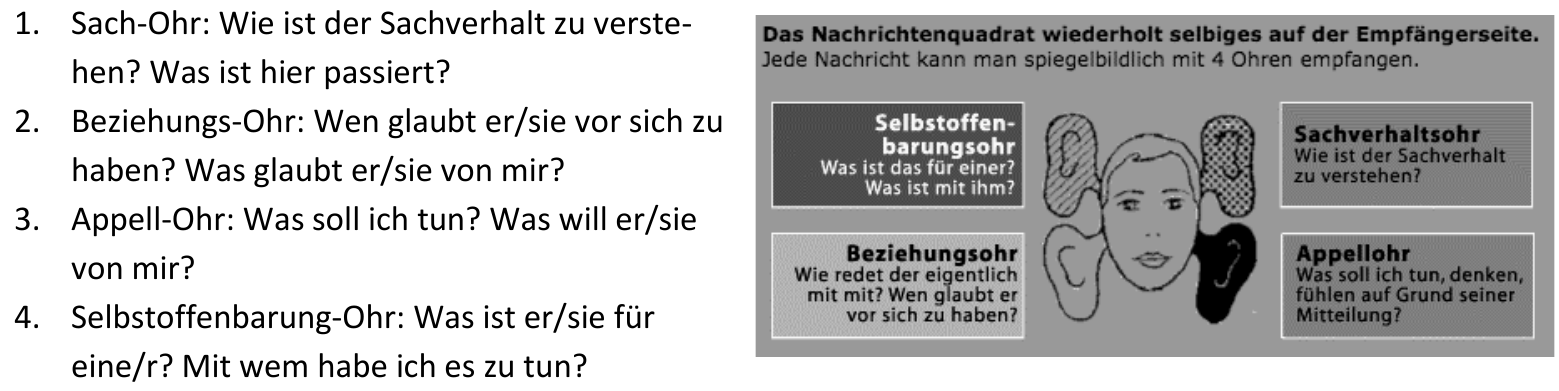 1. Sach-Ohr: Wie ist der Sachverhalt zu verste-
hen? Was ist hier passiert?
2. Beziehungs-Ohr: Wen glaubt er/sie vor sich zu
haben? Was glaubt er/sie von mir?
3. Appell-Ohr: Was soll ich tun? Was will er/sie
von mir?
4. Selbstoffenbarung-Ohr: Was ist er/sie für
eine/r? Mit wem habe ich es zu tun?
Das Nachrichtenquadrat wiederholt selbiges auf der Empfängerseite.
Jede Nachricht kann man spiegelbildlich mit 4 Ohren empfangen.
Selbstoffen-
barungsohr
Was ist das für einer?
Was ist mit ihm?
Sachverhaltsohr
Wie ist der Sachverhalt
zu verstehen?
Beziehungsohr
Wie redet der eigentlich
mit mit? Wen glaubt er
vor sich zu haben?
Appellohr
Was soll ich tun, denken,
fühlen auf Grund seiner
Mitteilung?